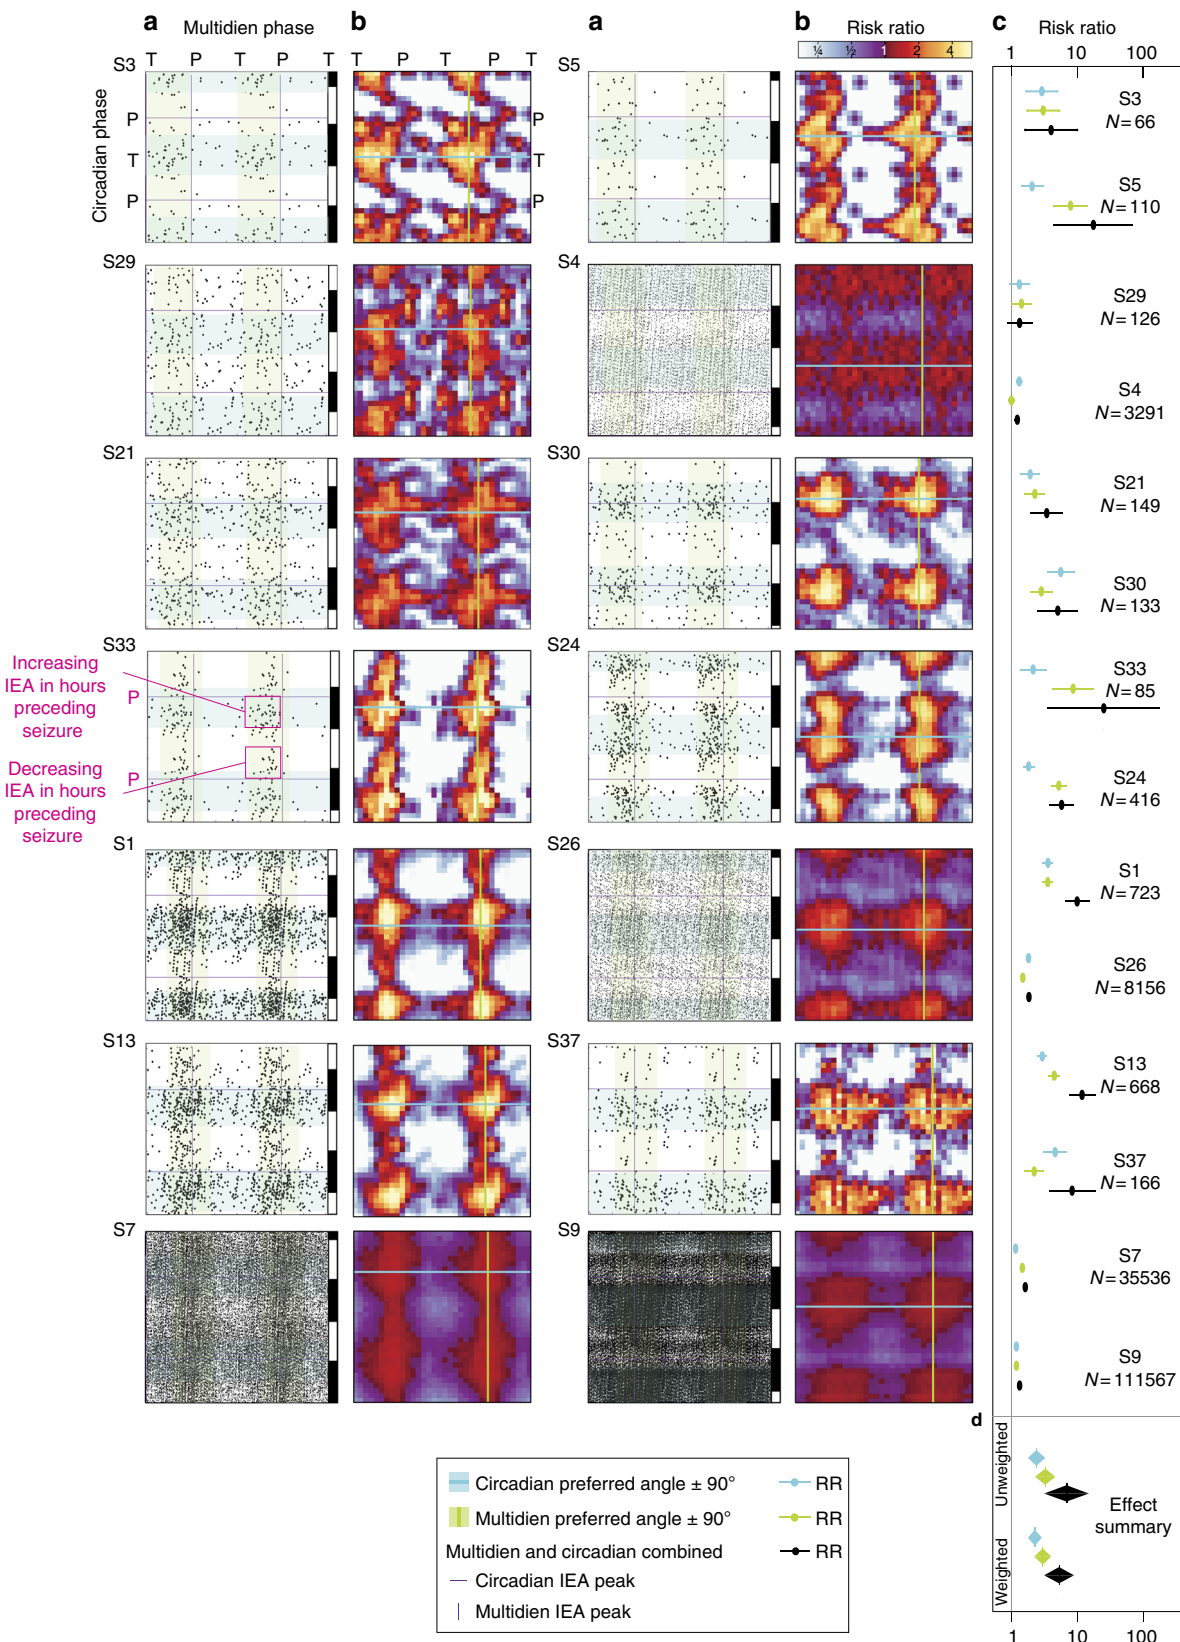 a Multidien phase b a b Risk ratio c Risk ratio
T P T P T T P T P T ¼ ½ 1 2 4 1 10 100
S3 S5
Circadian phase
P T P
P T P
S3
N = 66
S5
N = 110
S29 S4
S29
N = 126
S4
N = 3291
S21 S30
S21
N = 149
S30
N = 133
S33 S24
Increasing
IEA in hours
preceding
seizure
P
Decreasing
IEA in hours
preceding
seizure
P
S33
N = 85
S24
N = 416
S1 S26
S1
N = 723
S26
N = 8156
S13 S37
S13
N = 668
S37
N = 166
S7 S9
S7
N = 35536
S9
N = 111567
d
Unweighted
Weighted
Effect
summary
1 10 100
Circadian preferred angle ± 90° RR
Multidien preferred angle ± 90° RR
Multidien and circadian combined RR
Circadian IEA peak
Multidien IEA peak